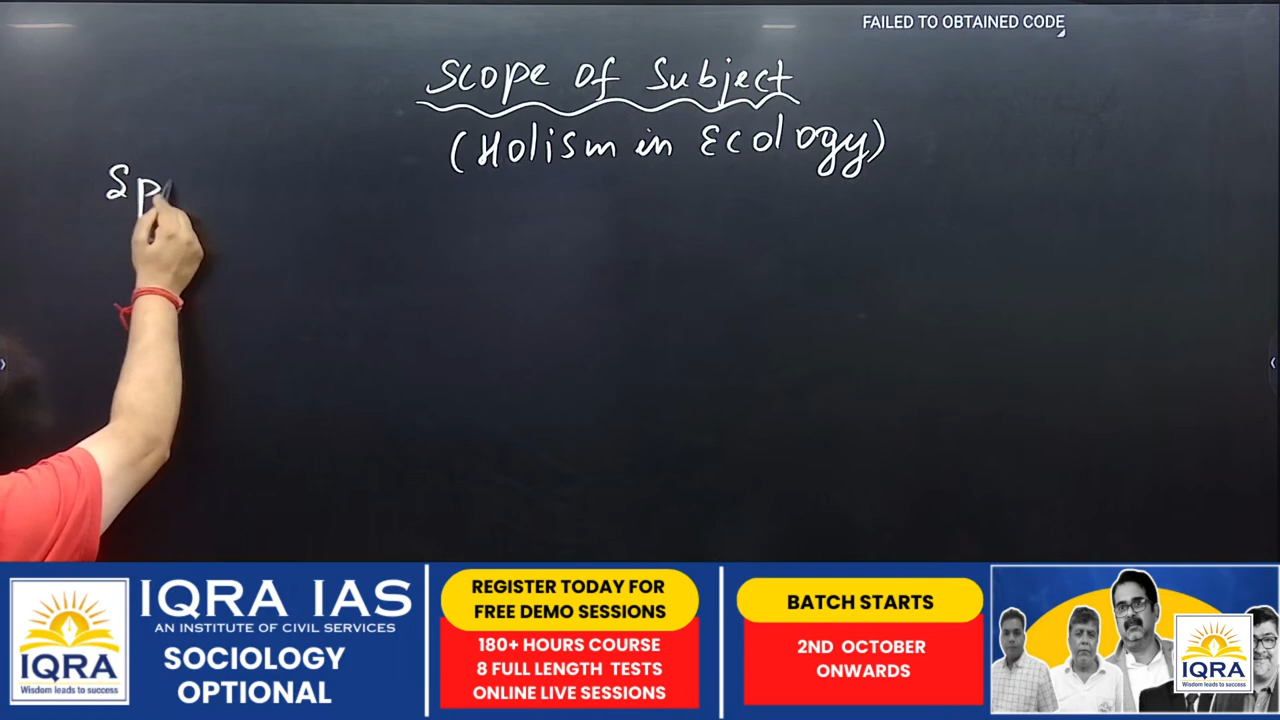 FAILED TO OBTAINED CODE
Scope of Subject
(Holism in Ecology)
Sp
IQRA IAS
AN INSTITUTE OF CIVIL SERVICES
SOCIOLOGY
OPTIONAL
IQRA
Wisdom leads to success
REGISTER TODAY FOR
FREE DEMO SESSIONS
180+ HOURS COURSE
8 FULL LENGTH TESTS
ONLINE LIVE SESSIONS
BATCH STARTS
2ND OCTOBER
ONWARDS
IQRA
Wisdom leads to success